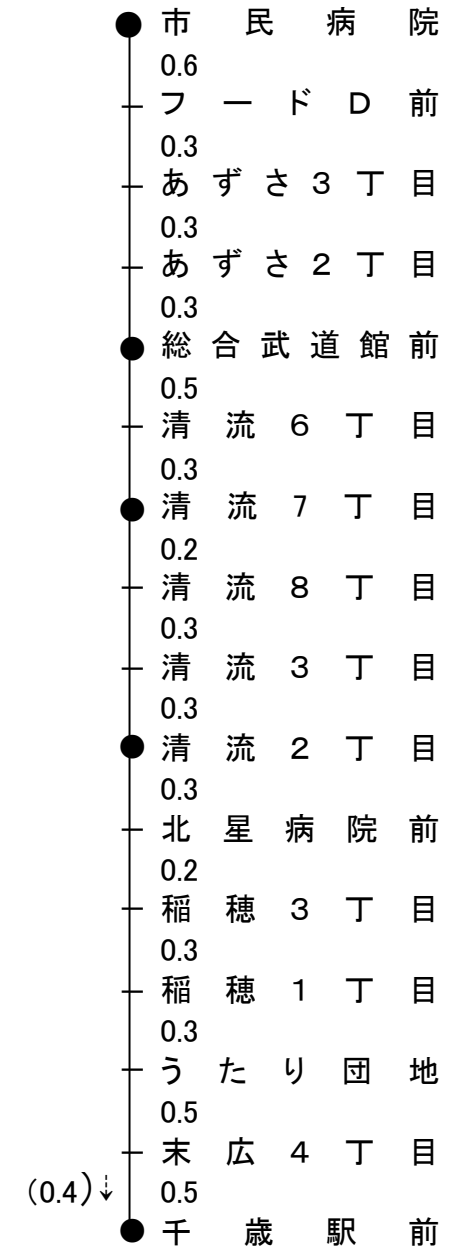 市民病院
0.6
フードD前
0.3
あずさ3丁目
0.3
あずさ2丁目
0.3
総合武道館前
0.5
清流6丁目
0.3
清流7丁目
0.2
清流8丁目
0.3
清流3丁目
0.3
清流2丁目
0.3
北星病院前
0.2
稲穂3丁目
0.3
稲穂1丁目
0.3
うたり団地
0.5
末広4丁目
(0.4)↓ 0.5
千歳駅前